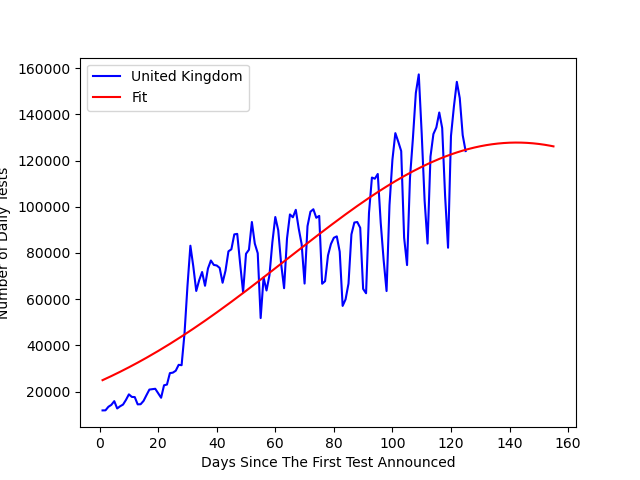 United Kingdom
Fit
160000
140000
120000
100000
80000
60000
40000
20000
Number of Daily Tests
0 20 40 60 80 100 120 140 160
Days Since The First Test Announced